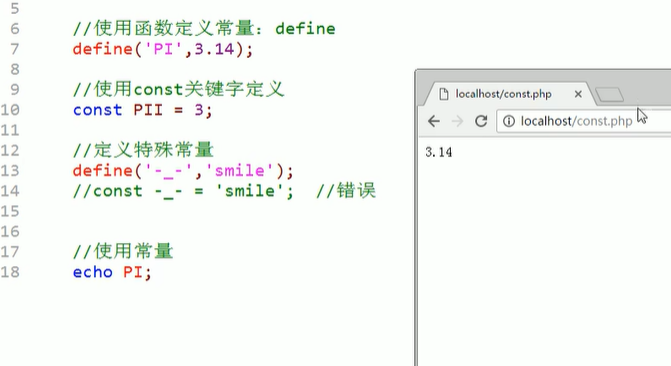 5
6 //使用函数定义常量：define
7 define('PI',3.14);
8
9 //使用const关键字定义
10 const PII = 3;
11
12 //定义特殊常量
13 define('-_-','smile');
14 //const -_- = 'smile'; //错误
15
16
17 //使用常量
18 echo PI;
localhost/const.php ×
localhost/const.php
3.14